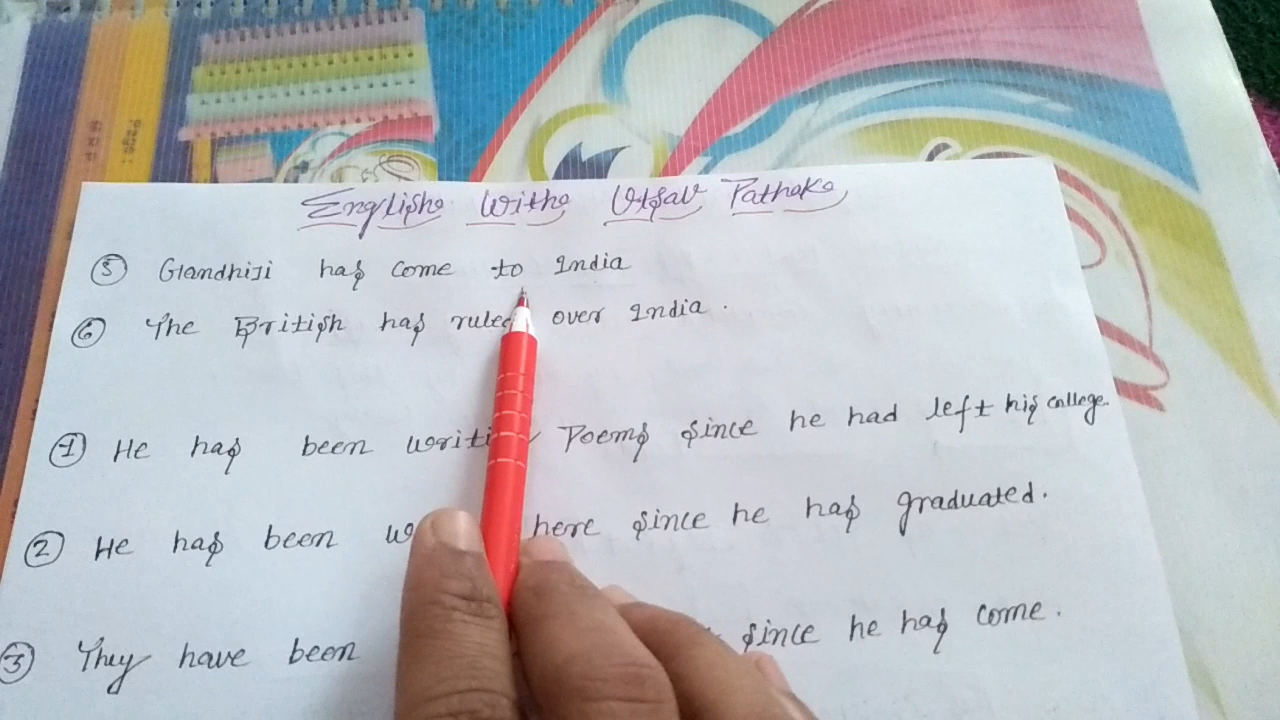 English With Utsav Pathak
5 Gandhiji has come to India
6 The British has ruled over India.
1 He has been Poems since he had left his college.
2 He has been here since he has graduated.
3 They have been since he has come.